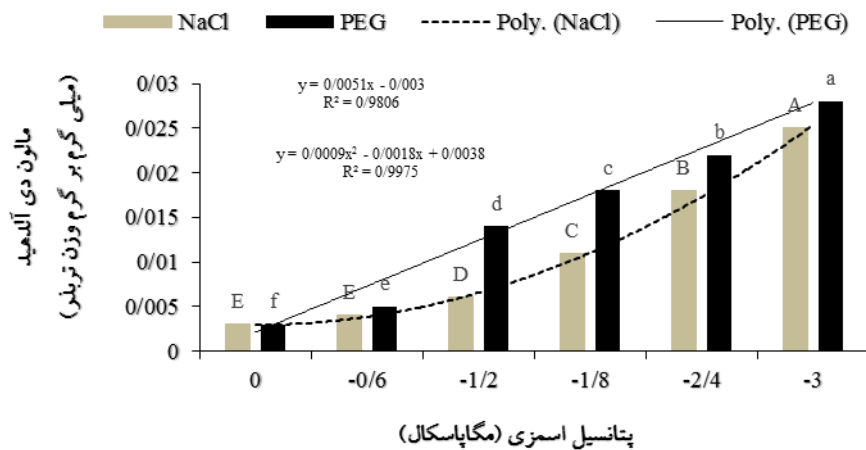 NaCl PEG Poly. (NaCl) Poly. (PEG)
مالون دی آلدهید
(میلی گرم بر گرم وزن تربذر)
0/03
0/025
0/02
0/015
0/01
0/005
0
y = 0/0051x - 0/003
R² = 0/9806
y = 0/0009x² - 0/0018x + 0/0038
R² = 0/9975
E f E e D d C c B b A a
0 -0/6 -1/2 -1/8 -2/4 -3
پتانسیل اسمزی (مگاپاسکال)